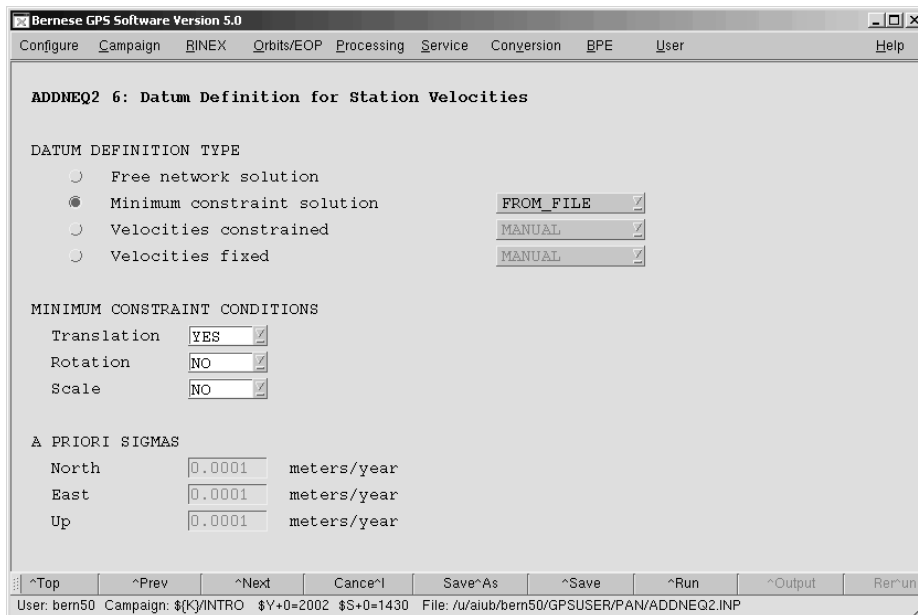 Bernese GPS Software Version 5.0
Configure Campaign RINEX Orbits/EOP Processing Service Conversion BPE User Help
ADDNEQ2 6: Datum Definition for Station Velocities
DATUM DEFINITION TYPE
Free network solution
Minimum constraint solution FROM_FILE
Velocities constrained MANUAL
Velocities fixed MANUAL
MINIMUM CONSTRAINT CONDITIONS
Translation YES
Rotation NO
Scale NO
A PRIORI SIGMAS
North 0.0001 meters/year
East 0.0001 meters/year
Up 0.0001 meters/year
^Top ^Prev ^Next Cance^l Save^As ^Save ^Run ^Output Rer^un
User: bern50 Campaign: ${K}/INTRO $Y+0=2002 $S+0=1430 File: /u/aiub/bern50/GPSUSER/PAN/ADDNEQ2.INP